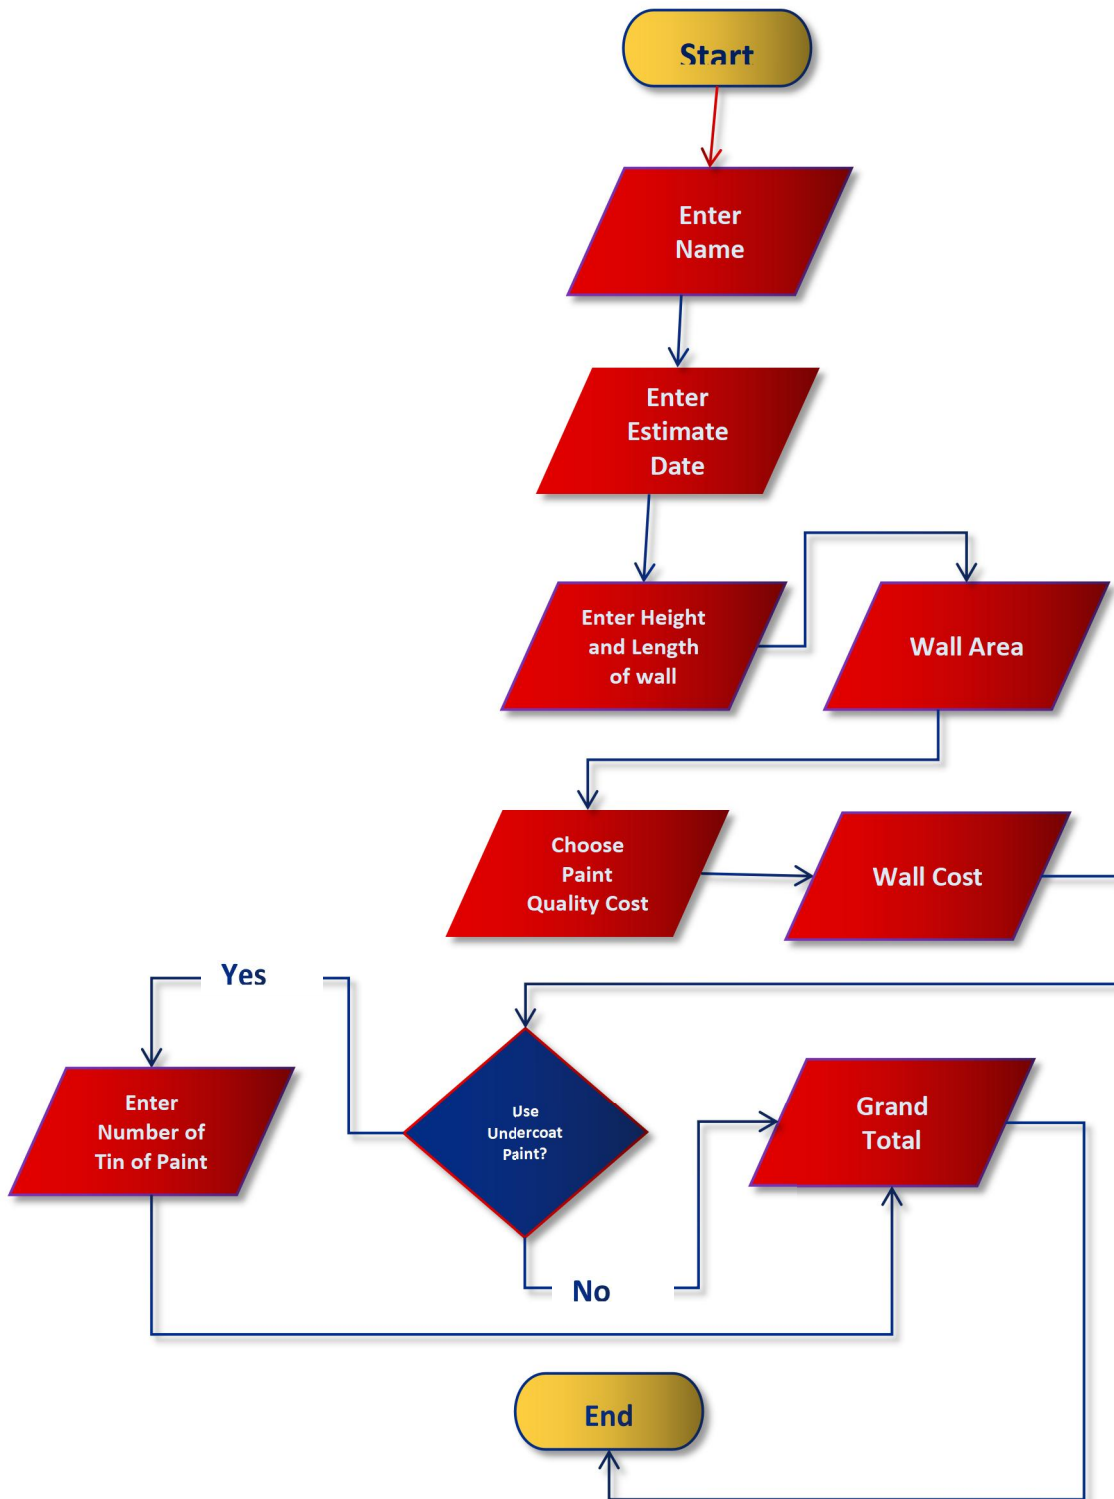 Start
Enter
Name
Enter
Estimate
Date
Enter Height
and Length
of wall
Wall Area
Choose
Paint
Quality Cost
Wall Cost
Yes
Use
Undercoat
Paint?
Enter
Number of
Tin of Paint
Grand
Total
No
End